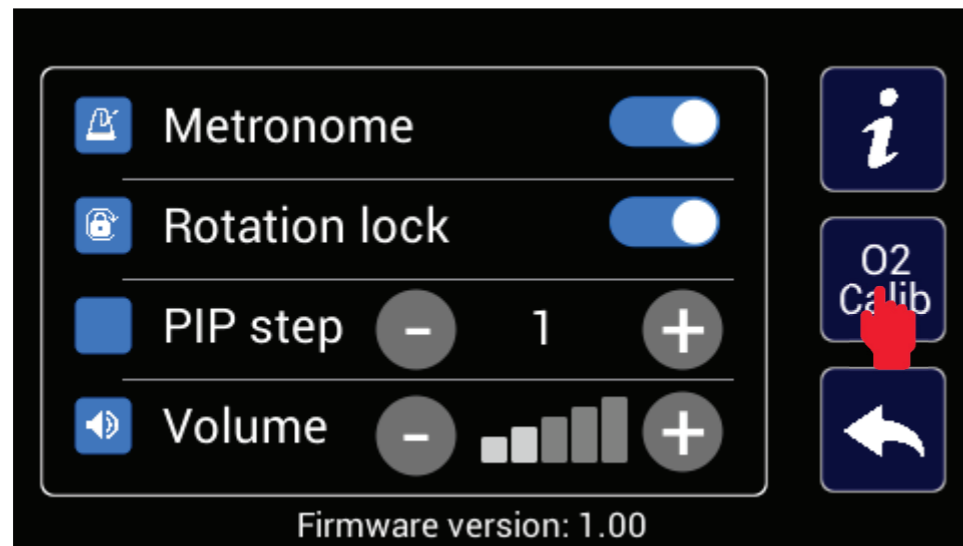 Metronome
Rotation lock
PIP step - 1 +
Volume - +
i
O2
Calib
Firmware version: 1.00